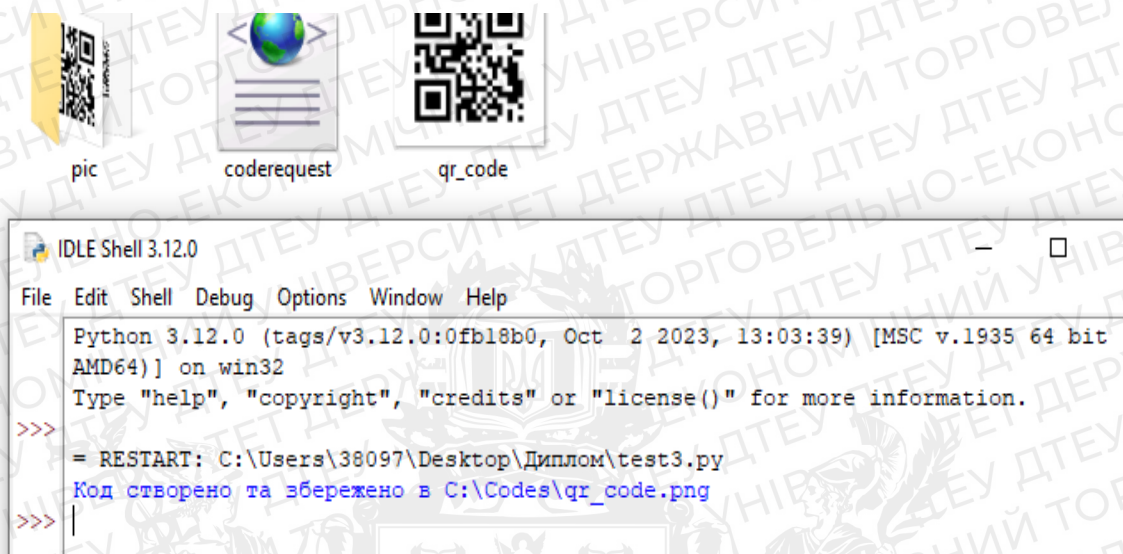 pic
coderequest
qr_code
IDLE Shell 3.12.0
File Edit Shell Debug Options Window Help
Python 3.12.0 (tags/v3.12.0:0fb18b0, Oct  2 2023, 13:03:39) [MSC v.1935 64 bit
AMD64)] on win32
Type "help", "copyright", "credits" or "license()" for more information.
>>>
= RESTART: C:\Users\38097\Desktop\Диплом\test3.py
Код створено та збережено в C:\Codes\qr_code.png
>>>